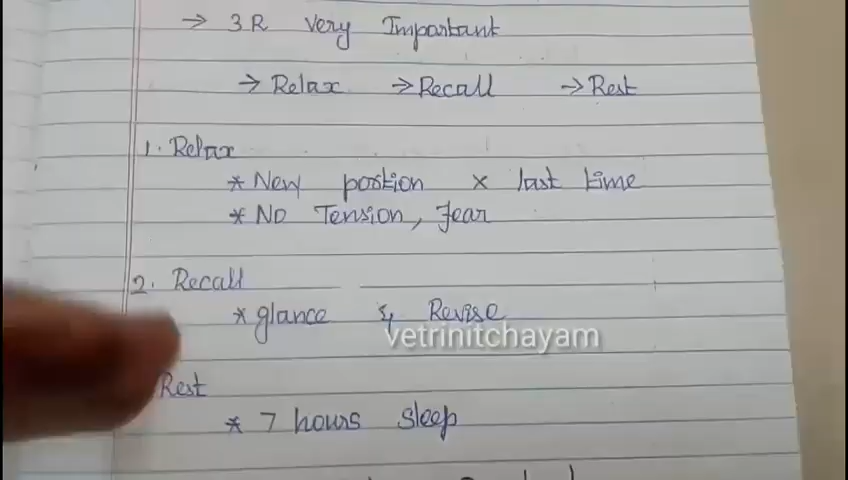 → 3R very Important
→ Relax → Recall → Rest
1. Relax
* New portion × last time
* No Tension, Fear
2. Recall
* glance & Revise
vetrinitchayam
Rest
* 7 hours sleep